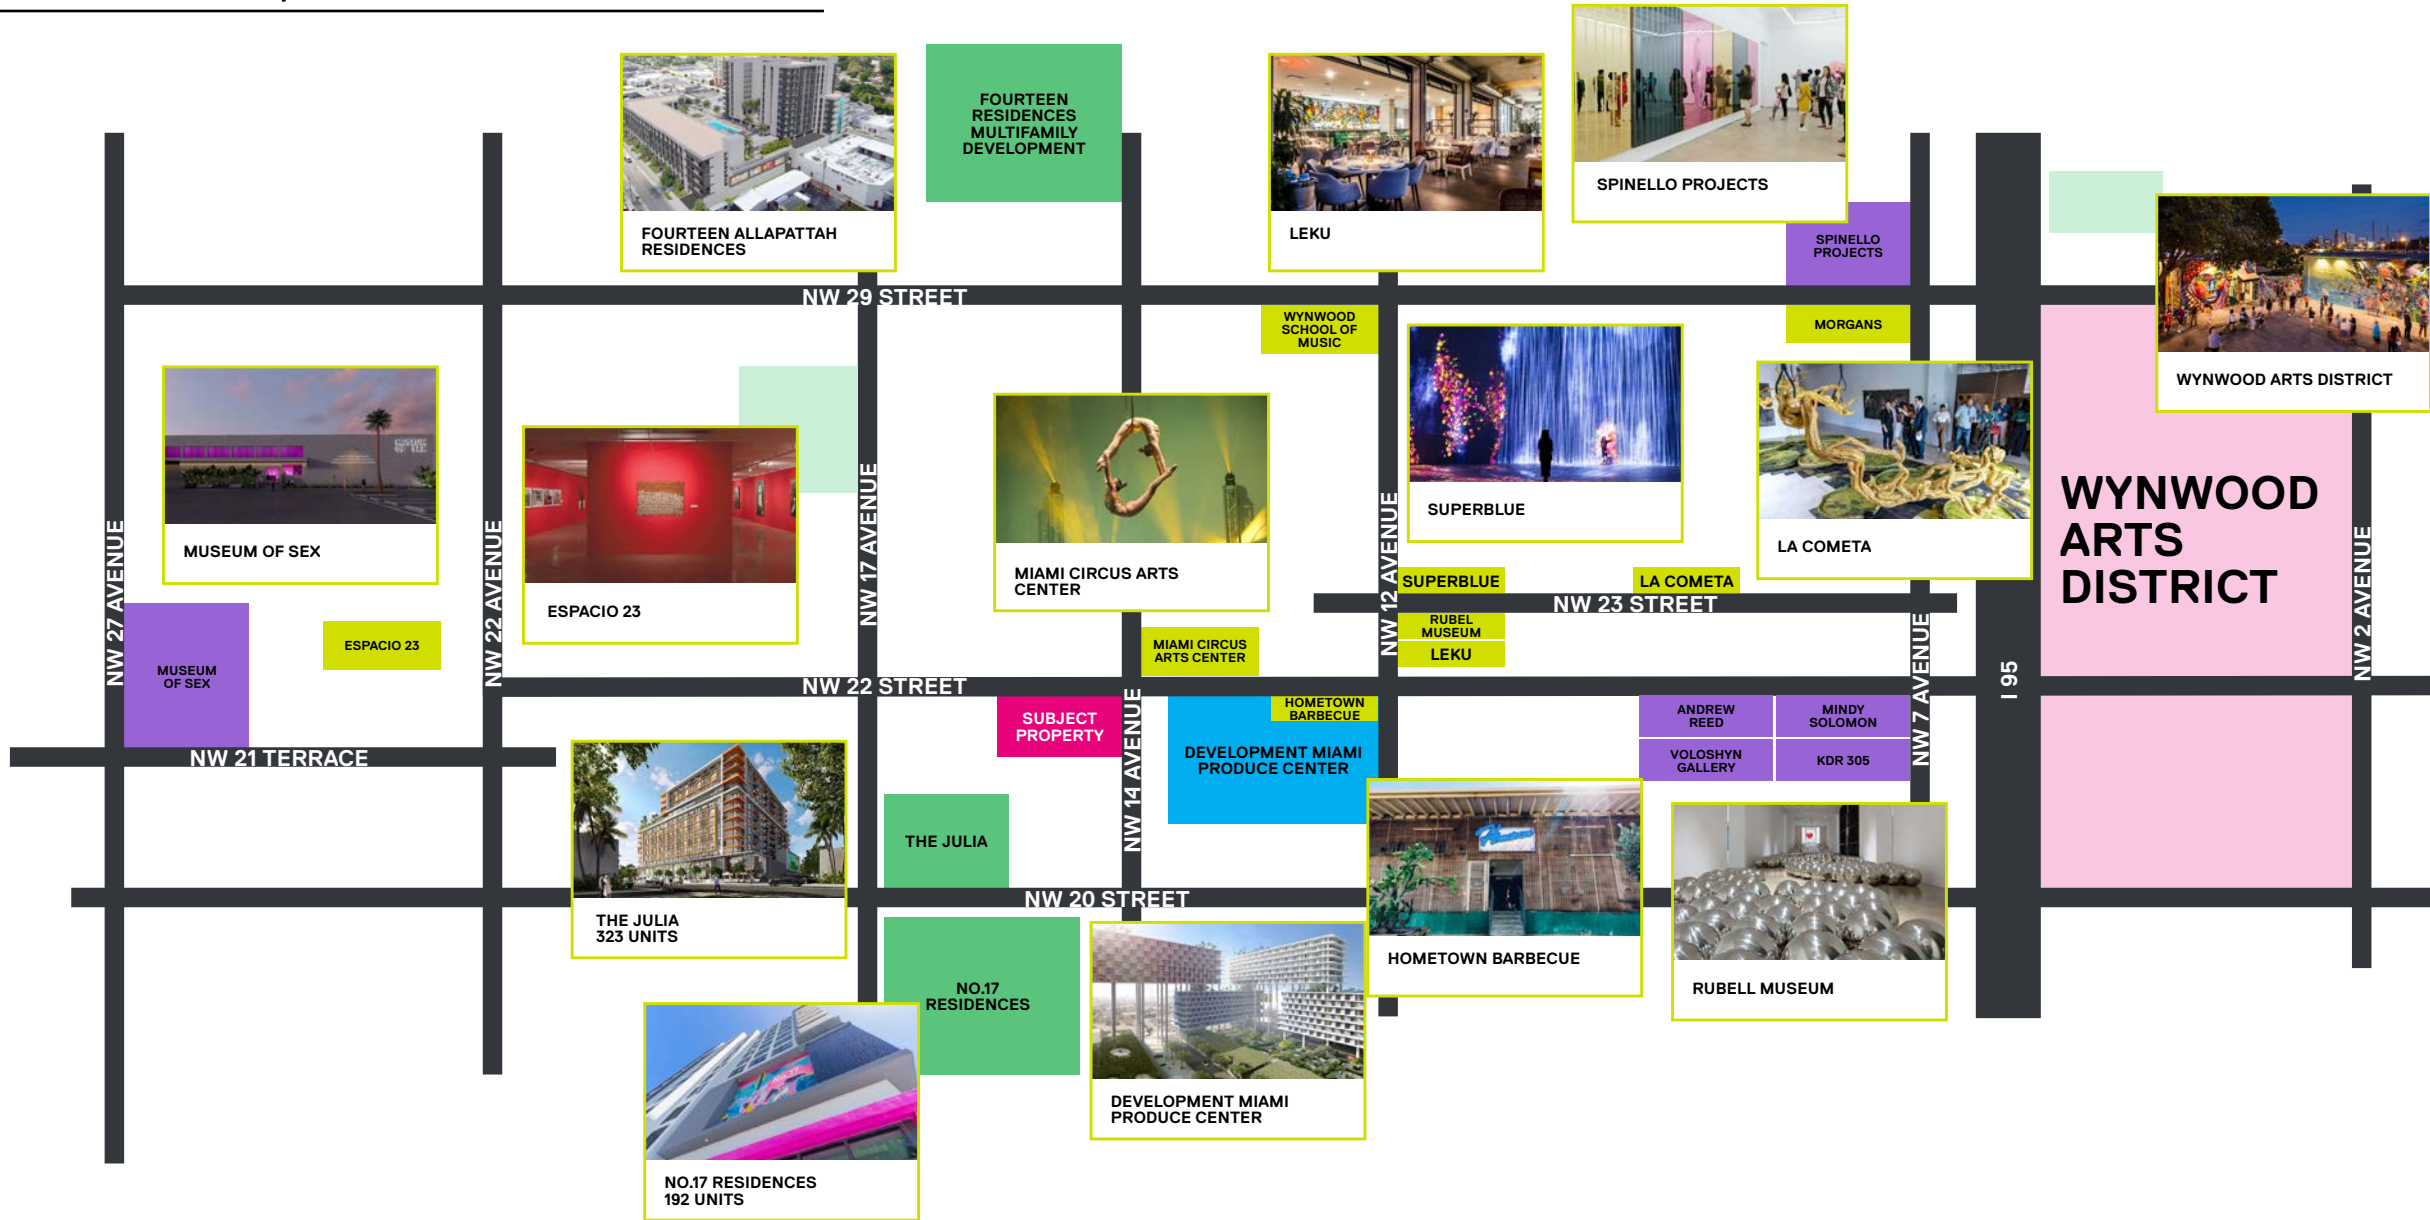 FOURTEEN ALLAPATTAH
RESIDENCES
FOURTEEN
RESIDENCES
MULTIFAMILY
DEVELOPMENT
LEKU
SPINELLO PROJECTS
SPINELLO
PROJECTS
NW 29 STREET
WYNWOOD
SCHOOL OF
MUSIC
MORGANS
WYNWOOD ARTS DISTRICT
MUSEUM OF SEX
ESPACIO 23
MIAMI CIRCUS ARTS
CENTER
SUPERBLUE
LA COMETA
WYNWOOD
ARTS
DISTRICT
NW 27 AVENUE
NW 22 AVENUE
NW 17 AVENUE
NW 12 AVENUE
NW 2 AVENUE
SUPERBLUE
LA COMETA
NW 23 STREET
MUSEUM
OF SEX
ESPACIO 23
MIAMI CIRCUS
ARTS CENTER
RUBEL
MUSEUM
LEKU
NW 22 STREET
NW 14 AVENUE
NW 7 AVENUE
I 95
SUBJECT
PROPERTY
HOMETOWN
BARBECUE
DEVELOPMENT MIAMI
PRODUCE CENTER
ANDREW
REED
MINDY
SOLOMON
VOLOSHYN
GALLERY
KDR 305
NW 21 TERRACE
THE JULIA
323 UNITS
THE JULIA
NW 20 STREET
HOMETOWN BARBECUE
RUBELL MUSEUM
NO.17
RESIDENCES
DEVELOPMENT MIAMI
PRODUCE CENTER
NO.17 RESIDENCES
192 UNITS